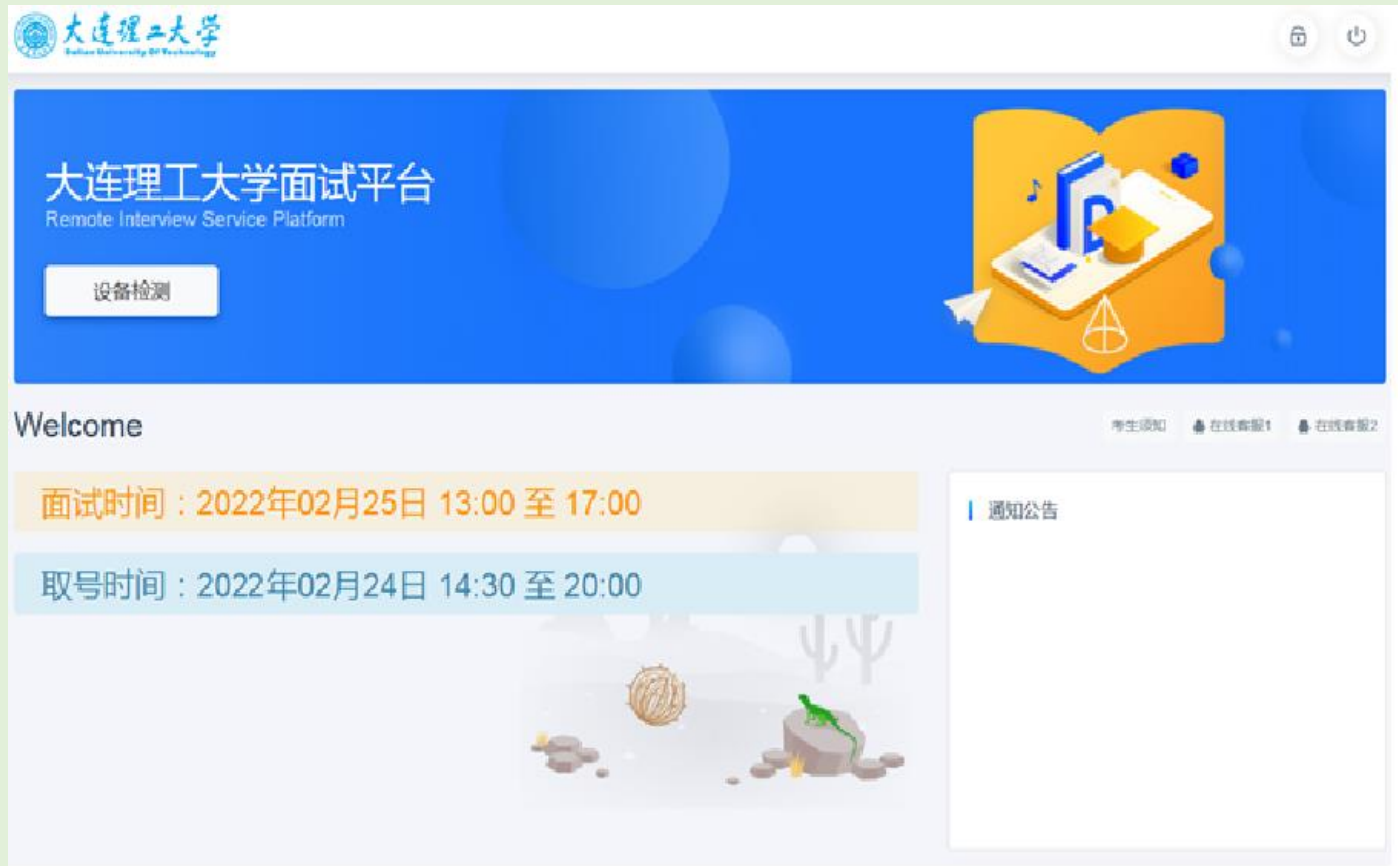 大连理工大学
Dalian University Of Technology
大连理工大学面试平台
Remote Interview Service Platform
设备检测
Welcome
考生须知
在线客服1
在线客服2
面试时间：2022年02月25日 13:00 至 17:00
通知公告
取号时间：2022年02月24日 14:30 至 20:00